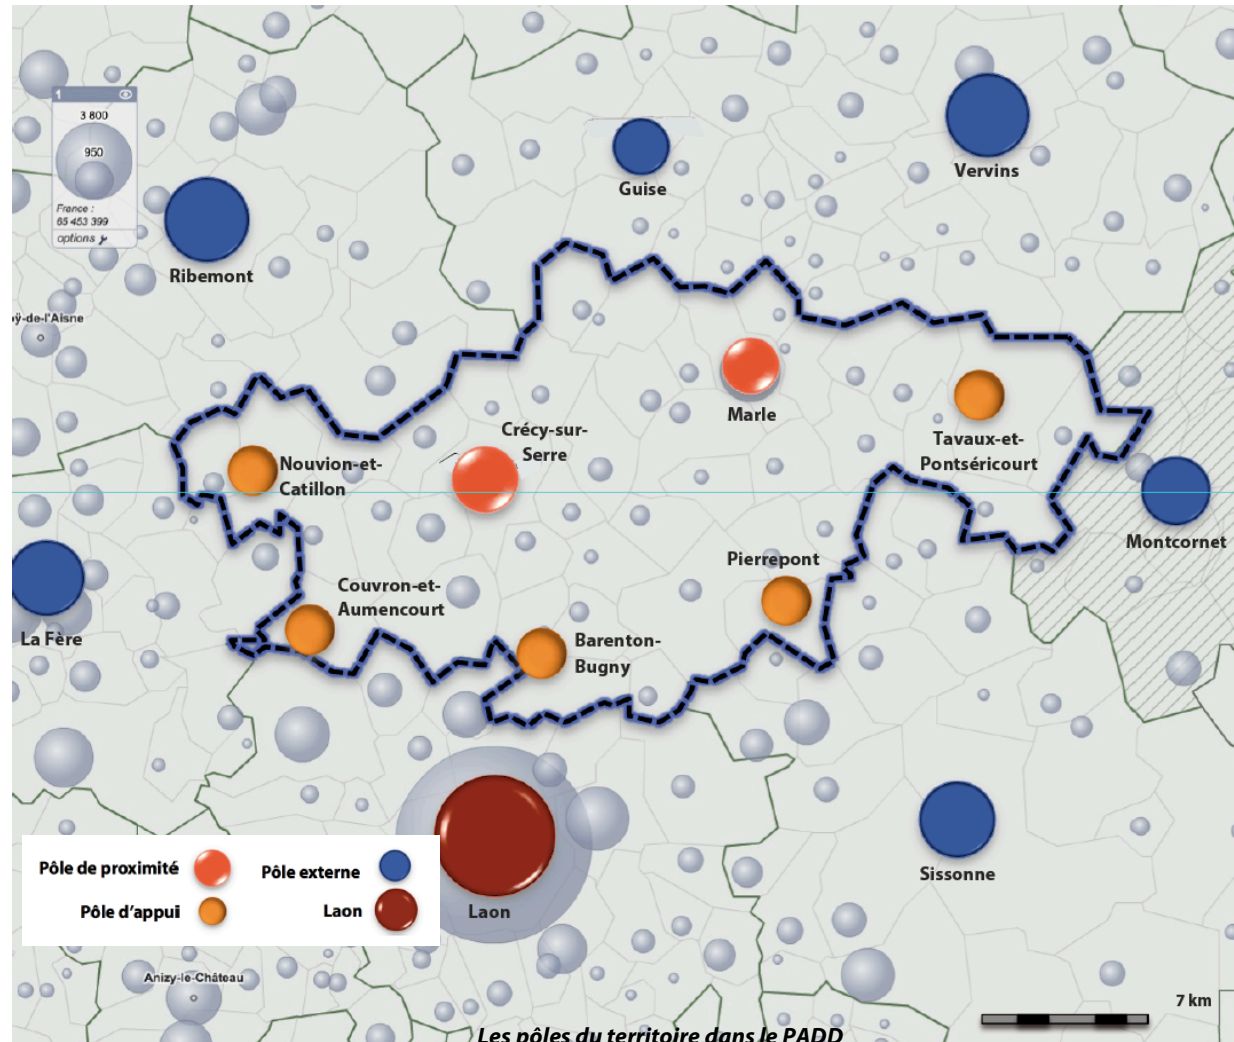 1
3 800
950
France :
65 453 399
options
Guise
Vervins
Ribemont
ÿ-de-l'Aisne
Marle
Crécy-sur-
Serre
Tavaux-et-
Pontséricourt
Nouvion-et-
Catillon
Montcornet
Pierrepont
Couvron-et-
Aumencourt
La Fère
Barenton-
Bugny
Sissonne
Pôle de proximité
Pôle externe
Pôle d'appui
Laon
Laon
Anizy-le-Château
7 km
Les pôles du territoire dans le PADD